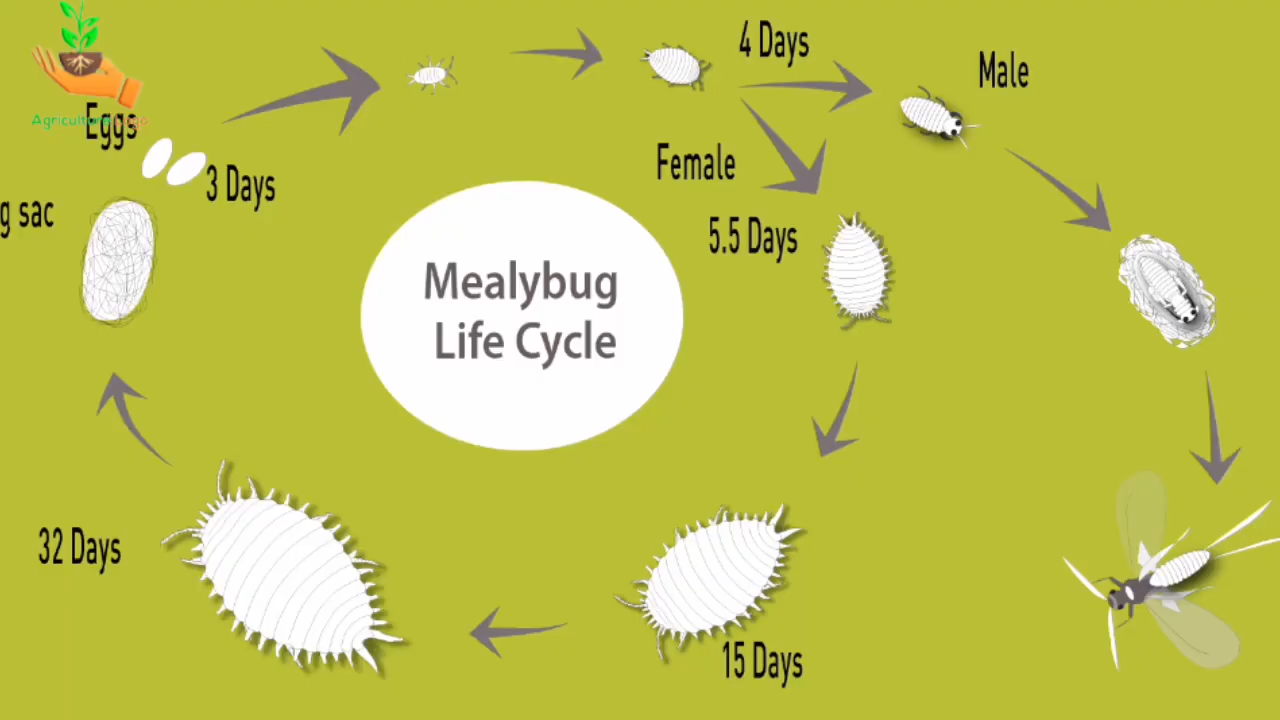 4 Days
Male
Eggs
3 Days
Female
g sac
5.5 Days
Mealybug
Life Cycle
32 Days
15 Days